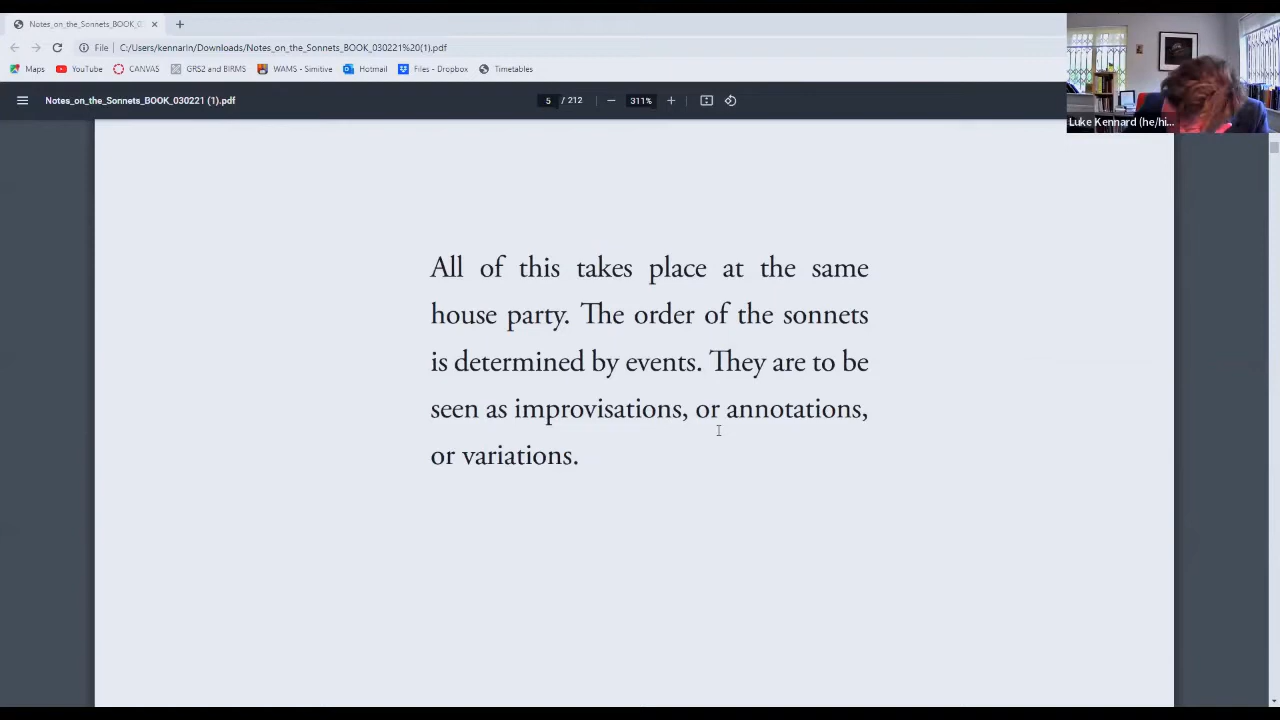 Notes_on_the_Sonnets_BOOK_0
File
C:/Users/kennarin/Downloads/Notes_on_the_Sonnets_BOOK_030221%20(1).pdf
Maps YouTube CANVAS GRS2 and BIRMS WAMS - Simitive Hotmail Files - Dropbox Timetables
Notes_on_the_Sonnets_BOOK_030221 (1).pdf 5 / 212 311%
Luke Kennard (he/hi...
All of this takes place at the same
house party. The order of the sonnets
is determined by events. They are to be
seen as improvisations, or annotations,
or variations.